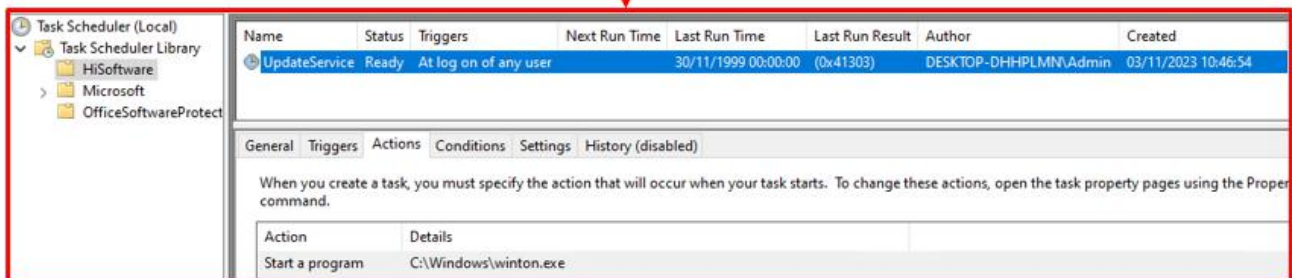 Task Scheduler (Local)
Task Scheduler Library
HiSoftware
Microsoft
OfficeSoftwareProtect
Name Status Triggers Next Run Time Last Run Time Last Run Result Author Created
UpdateService Ready At log on of any user 30/11/1999 00:00:00 (0x41303) DESKTOP-DHHPLMN\Admin 03/11/2023 10:46:54
General Triggers Actions Conditions Settings History (disabled)
When you create a task, you must specify the action that will occur when your task starts. To change these actions, open the task property pages using the Proper
command.
Action Details
Start a program C:\Windows\winton.exe